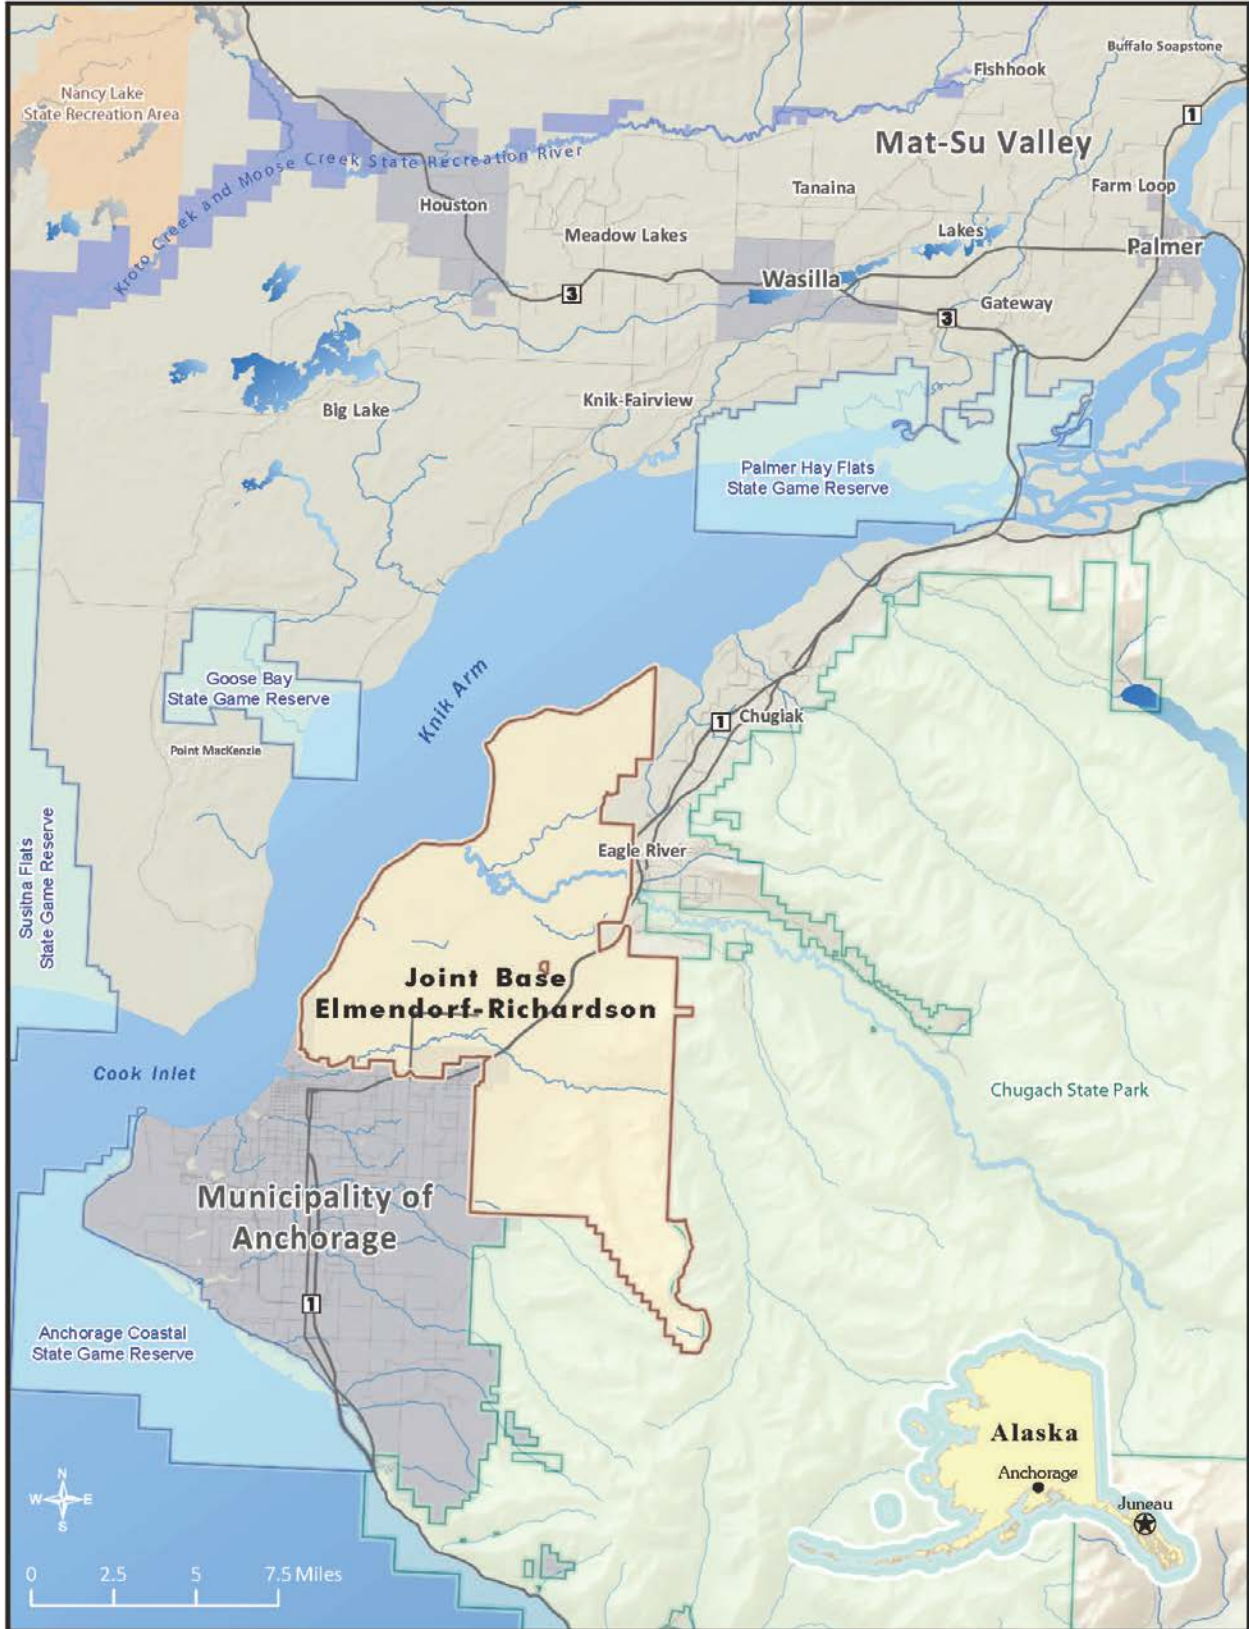 Buffalo Soapstone
Fishhook
Nancy Lake
State Recreation Area
1
Mat-Su Valley
Kroto Creek and Moose Creek State Recreation River
Tanaina
Farm Loop
Houston
Meadow Lakes
Lakes
Palmer
Wasilla
3
Gateway
3
Big Lake
Knik-Fairview
Palmer Hay Flats
State Game Reserve
Goose Bay
State Game Reserve
Knik Arm
1
Chugiak
Point MacKenzie
Susitna Flats
State Game Reserve
Eagle River
Joint Base
Elmendorf-Richardson
Cook Inlet
Chugach State Park
Municipality of
Anchorage
1
Anchorage Coastal
State Game Reserve
Alaska
Anchorage
Juneau
N
W E
S
0 2.5 5 7.5 Miles